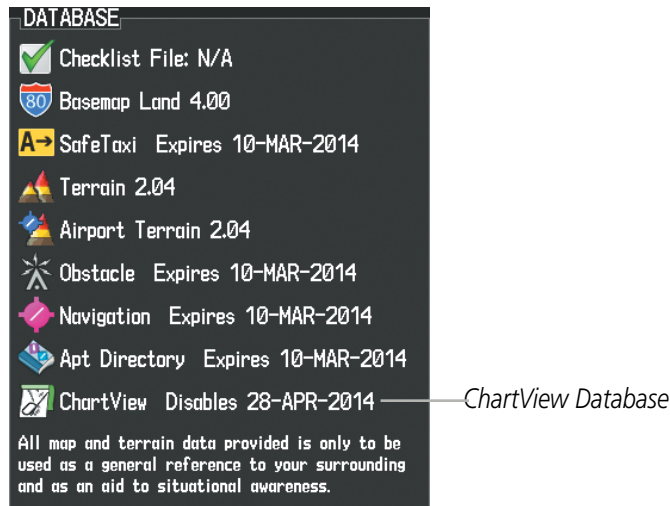 DATABASE
Checklist File: N/A
80 Basemap Land 4.00
A→ SafeTaxi Expires 10-MAR-2014
Terrain 2.04
Airport Terrain 2.04
Obstacle Expires 10-MAR-2014
Navigation Expires 10-MAR-2014
Apt Directory Expires 10-MAR-2014
ChartView Disables 28-APR-2014 ChartView Database
All map and terrain data provided is only to be
used as a general reference to your surrounding
and as an aid to situational awareness.